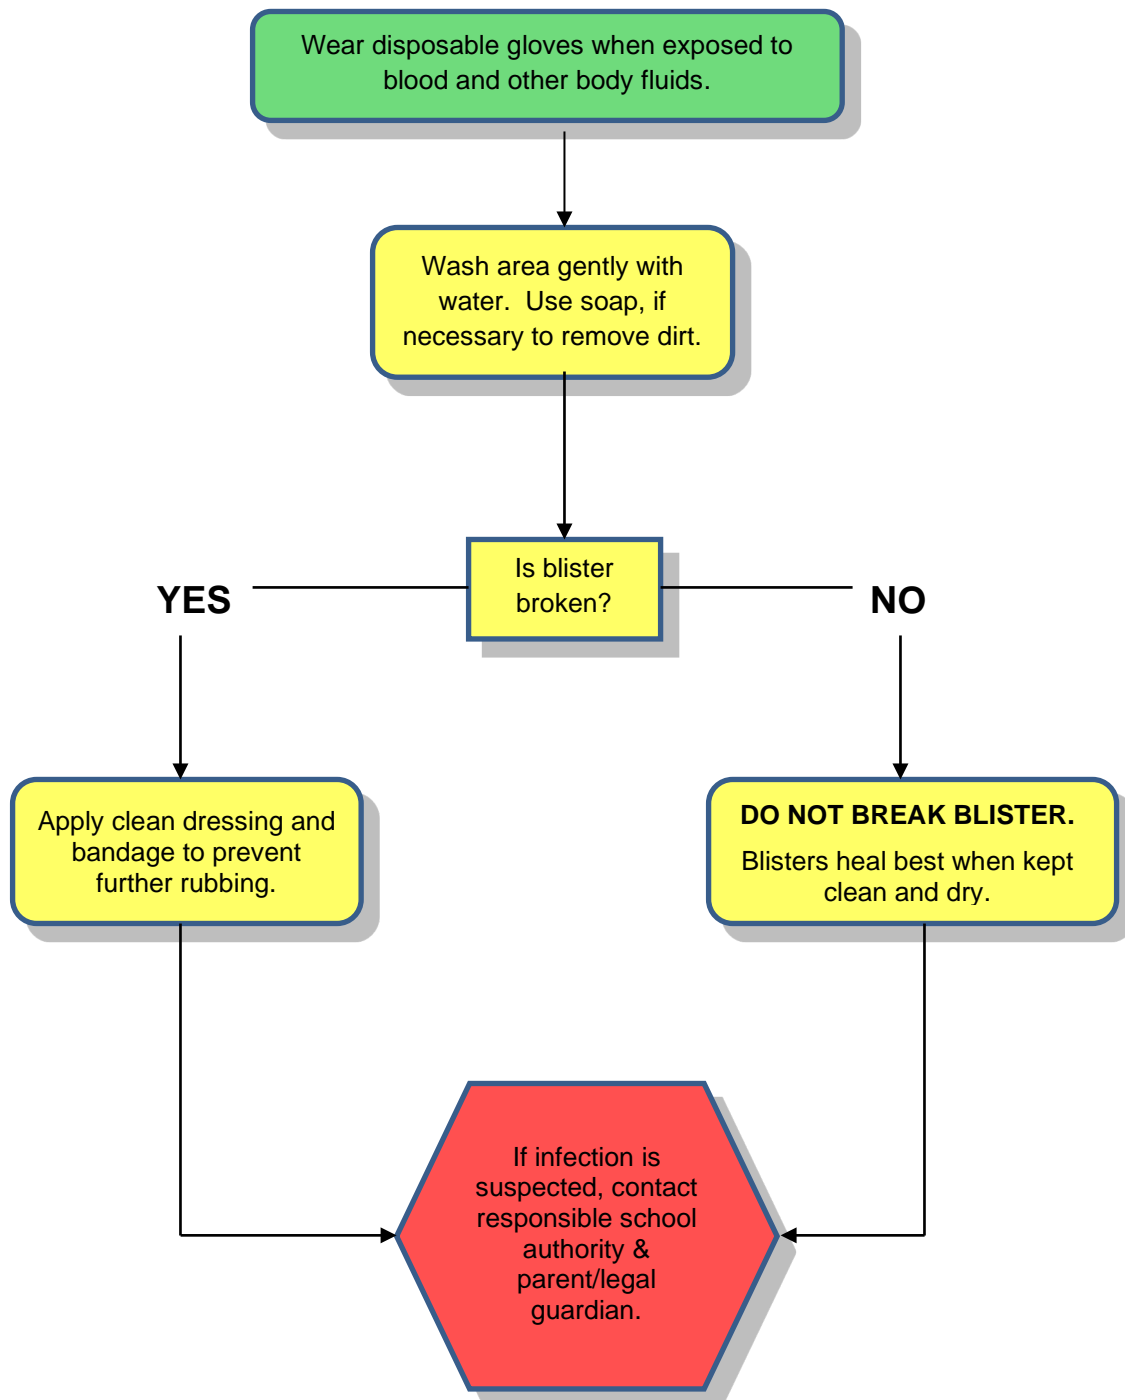 Wear disposable gloves when exposed to
blood and other body fluids.
Wash area gently with
water.  Use soap, if
necessary to remove dirt.
Is blister
broken?
YES
NO
Apply clean dressing and
bandage to prevent
further rubbing.
DO NOT BREAK BLISTER.
Blisters heal best when kept
clean and dry.
If infection is
suspected, contact
responsible school
authority &
parent/legal
guardian.